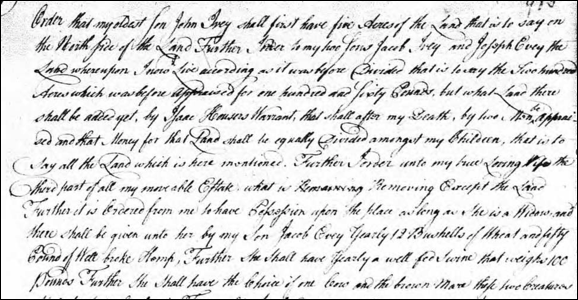 Order that my oldest Son John Ivey shall first have five Acres of the Land that is to say on
the North side of the Land Further I order to my two Sons Jacob Ivey and Joseph Evey the
Land whereupon I now Live according as it was before Divided that is to say the Two hundred
Acres which was before appraised for one hundred and Sixty Pounds, but what Land there
shall be added yet, by Isaac Housers Warrant, that shall after my Death, by two Men, be Apprai=
sed and that Money for that Land shall be equally Divided amongst my Children, that is to
Say all the Land which is here mentioned. Further I order unto my Loving Wife the
third part of all my moveable Estate what is Remaining Removing Except the Land
Further it is Ordered from me to have Possession upon the place as long as She is a Widow, and
there shall be given unto her by my Son Jacob Evey Yearly 12 Bushells of Wheat and fifty
Pound of Well broke Hemp, Further She shall have Yearly a well fed Swine that weighs 100
Pounds Further She Shall have the Choice of one Cow and the brown Mare these two Creatures